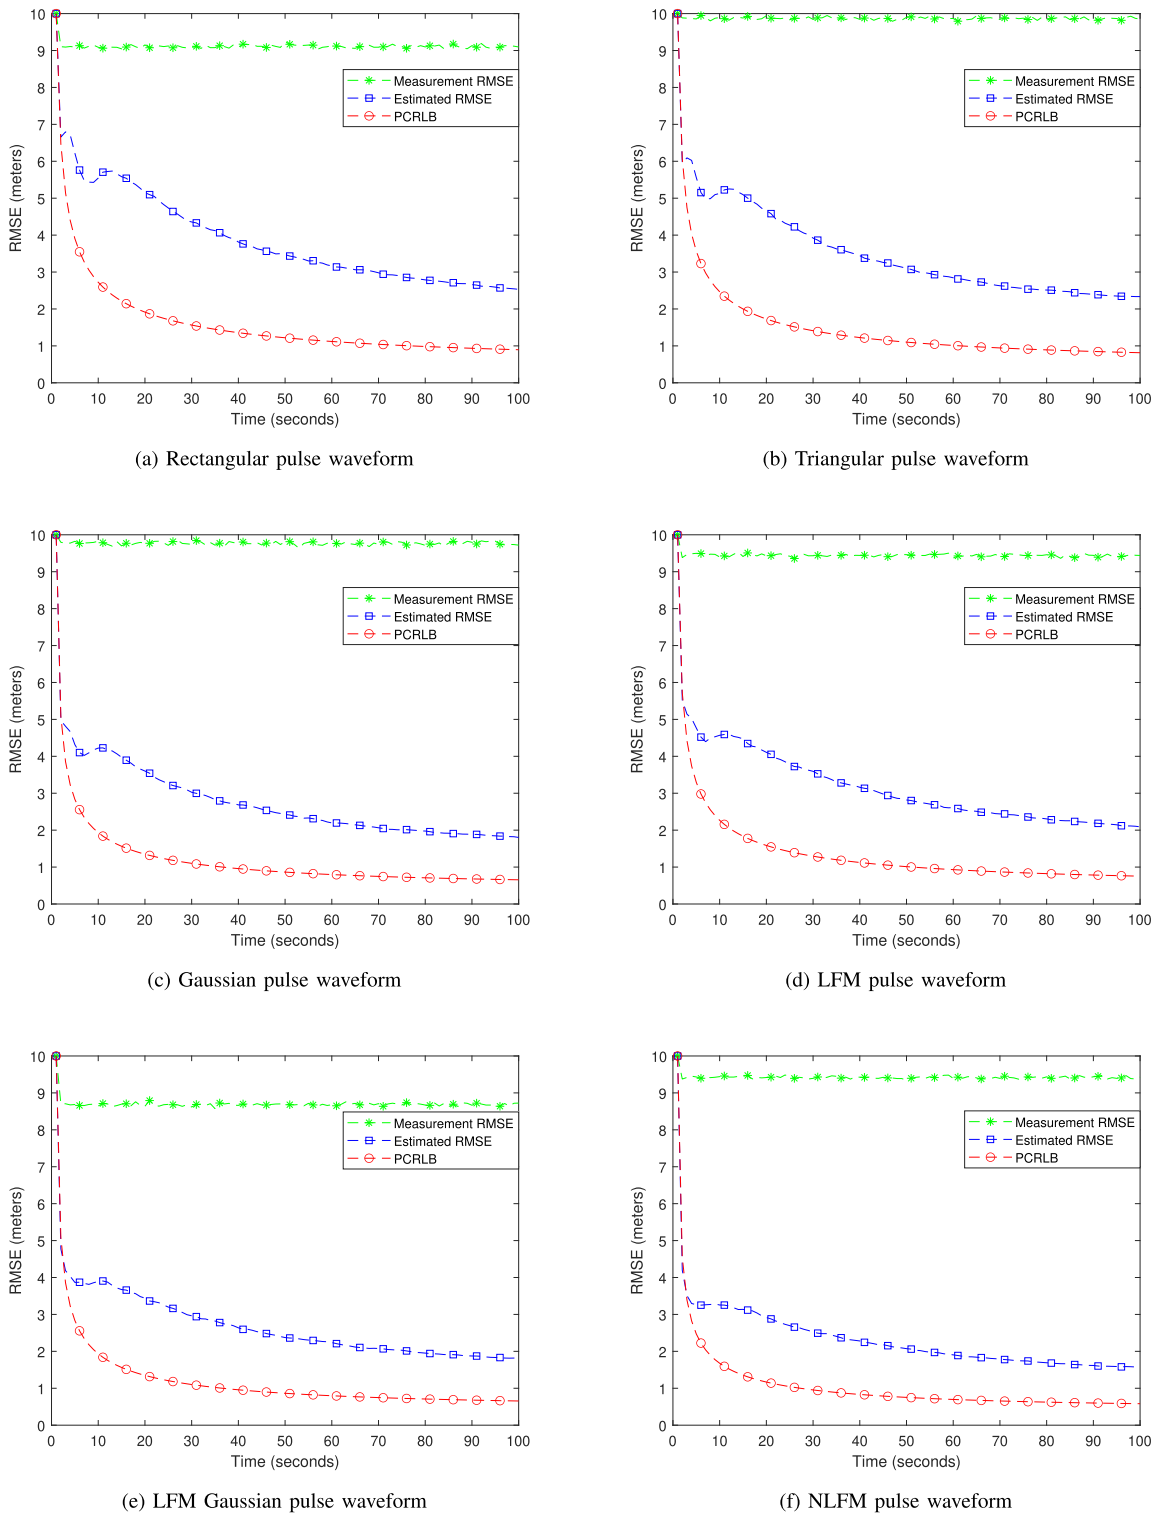 10
9
8
7
6
5
4
3
2
1
0
RMSE (meters)
Measurement RMSE
Estimated RMSE
PCRLB
0 10 20 30 40 50 60 70 80 90 100
Time (seconds)
(a) Rectangular pulse waveform
10
9
8
7
6
5
4
3
2
1
0
RMSE (meters)
Measurement RMSE
Estimated RMSE
PCRLB
0 10 20 30 40 50 60 70 80 90 100
Time (seconds)
(b) Triangular pulse waveform
10
9
8
7
6
5
4
3
2
1
0
RMSE (meters)
Measurement RMSE
Estimated RMSE
PCRLB
0 10 20 30 40 50 60 70 80 90 100
Time (seconds)
(c) Gaussian pulse waveform
10
9
8
7
6
5
4
3
2
1
0
RMSE (meters)
Measurement RMSE
Estimated RMSE
PCRLB
0 10 20 30 40 50 60 70 80 90 100
Time (seconds)
(d) LFM pulse waveform
10
9
8
7
6
5
4
3
2
1
0
RMSE (meters)
Measurement RMSE
Estimated RMSE
PCRLB
0 10 20 30 40 50 60 70 80 90 100
Time (seconds)
(e) LFM Gaussian pulse waveform
10
9
8
7
6
5
4
3
2
1
0
RMSE (meters)
Measurement RMSE
Estimated RMSE
PCRLB
0 10 20 30 40 50 60 70 80 90 100
Time (seconds)
(f) NLFM pulse waveform